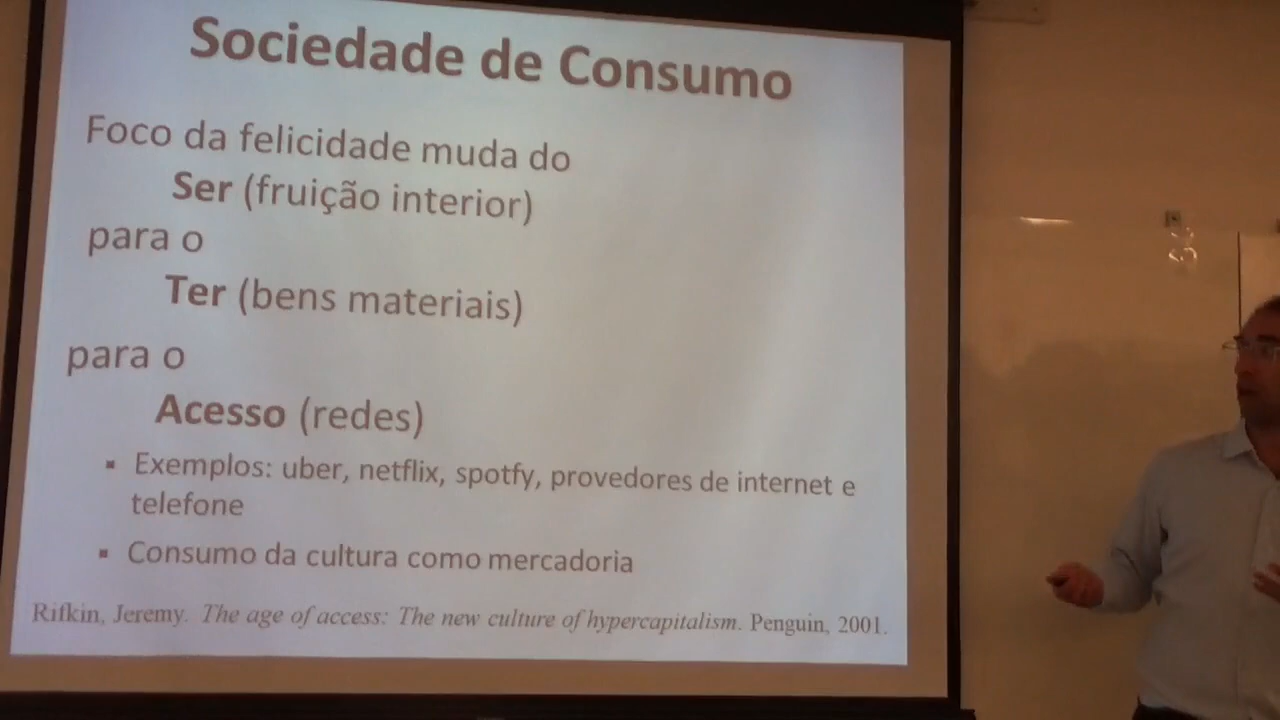 Sociedade de Consumo
Foco da felicidade muda do
Ser (fruição interior)
para o
Ter (bens materiais)
para o
Acesso (redes)
▪ Exemplos: uber, netflix, spotfy, provedores de internet e
telefone
▪ Consumo da cultura como mercadoria
Rifkin, Jeremy. The age of access: The new culture of hypercapitalism. Penguin, 2001.